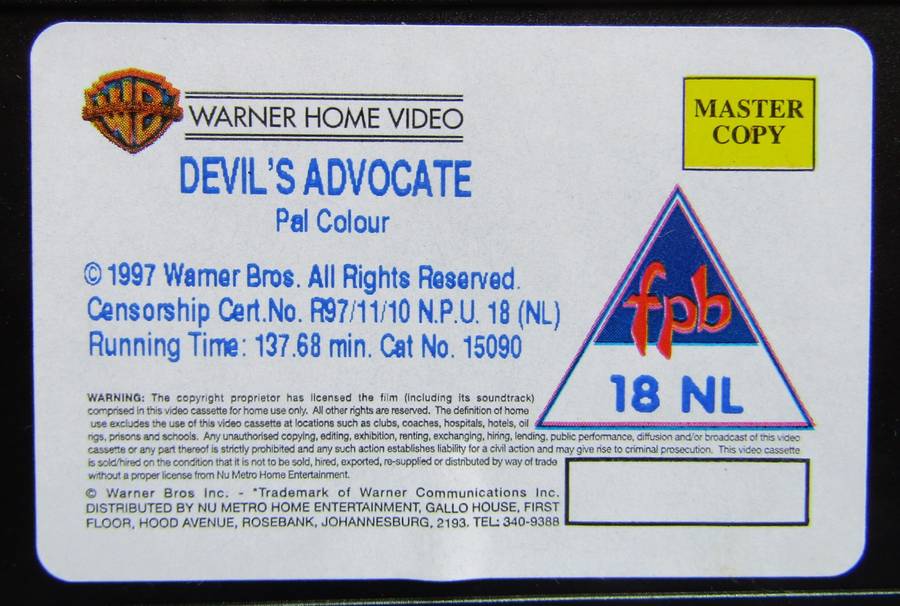 WB
WARNER HOME VIDEO
MASTER
COPY
DEVIL'S ADVOCATE
Pal Colour
© 1997 Warner Bros. All Rights Reserved.
Censorship Cert.No. R97/11/10 N.P.U. 18 (NL)
Running Time: 137.68 min. Cat No. 15090
fpb
18 NL
WARNING: The copyright proprietor has licensed the film (including its soundtrack)
comprised in this video cassette for home use only. All other rights are reserved. The definition of home
use excludes the use of this video cassette at locations such as clubs, coaches, hospitals, hotels, oil
rigs, prisons and schools. Any unauthorised copying, editing, exhibition, renting, exchanging, hiring, lending, public performance, diffusion and/or broadcast of this video
cassette or any part thereof is strictly prohibited and any such action establishes liability for a civil action and may give rise to criminal prosecution. This video cassette
is sold/hired on the condition that it is not to be sold, hired, exported, re-supplied or distributed by way of trade
without a proper license from Nu Metro Home Entertainment.
© Warner Bros Inc. - *Trademark of Warner Communications Inc.
DISTRIBUTED BY NU METRO HOME ENTERTAINMENT, GALLO HOUSE, FIRST
FLOOR, HOOD AVENUE, ROSEBANK, JOHANNESBURG, 2193. TEL: 340-9388